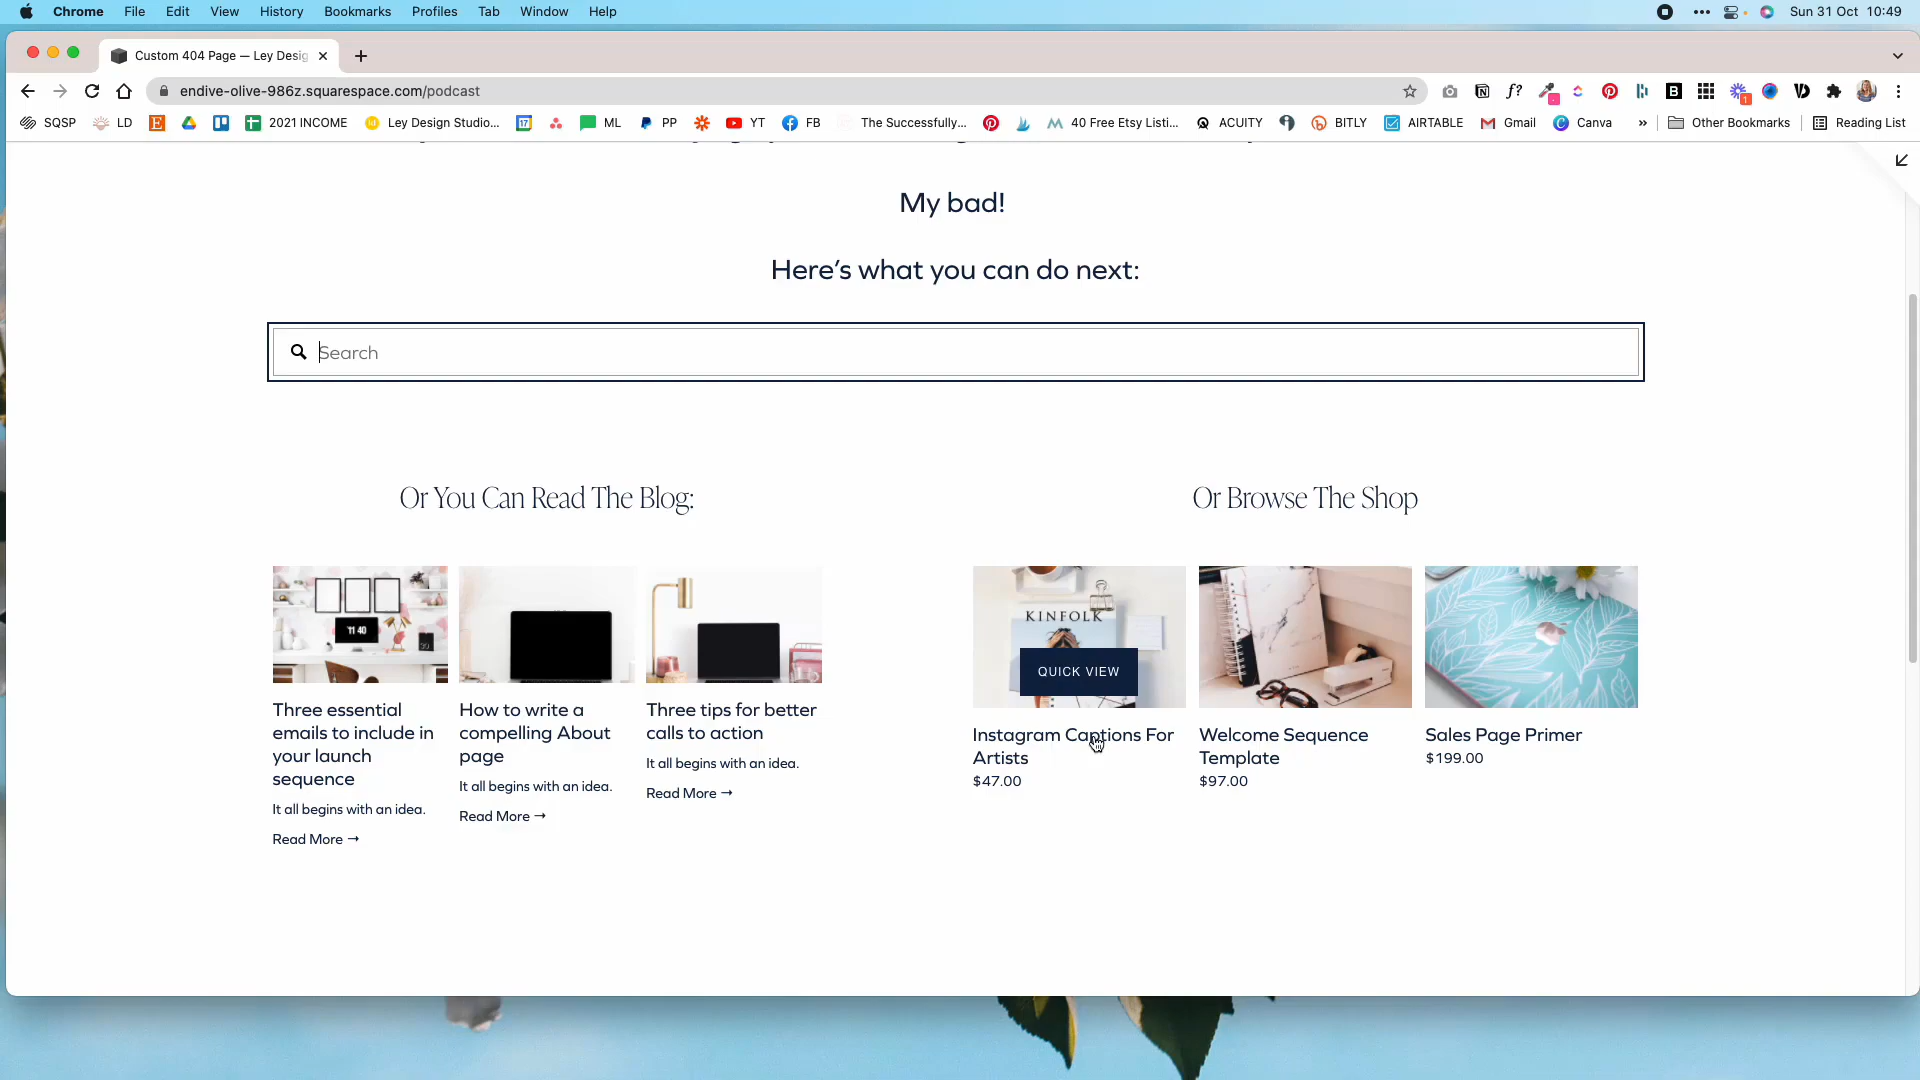 Chrome File Edit View History Bookmarks Profiles Tab Window Help Sun 31 Oct 10:49
Custom 404 Page — Ley Desig
endive-olive-986z.squarespace.com/podcast
SQSP LD 2021 INCOME Ley Design Studio... 17 ML PP YT FB The Successfully... 40 Free Etsy Listi... ACUITY BITLY AIRTABLE Gmail Canva » Other Bookmarks Reading List
My bad!
Here's what you can do next:
Search
Or You Can Read The Blog:
Or Browse The Shop
11 40
KINFOLK
QUICK VIEW
Three essential
emails to include in
your launch
sequence
It all begins with an idea.
Read More →
How to write a
compelling About
page
It all begins with an idea.
Read More →
Three tips for better
calls to action
It all begins with an idea.
Read More →
Instagram Captions For
Artists
$47.00
Welcome Sequence
Template
$97.00
Sales Page Primer
$199.00